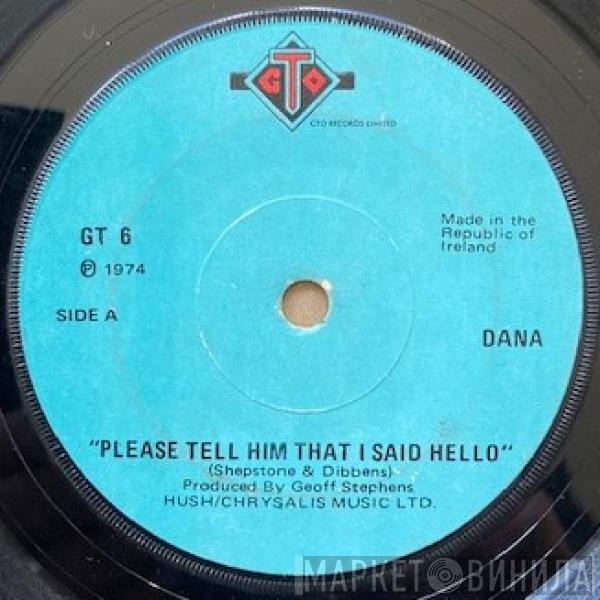 GTO
GTO RECORDS LIMITED
GT 6
Ⓟ 1974
SIDE A
Made in the
Republic of
Ireland
DANA
"PLEASE TELL HIM THAT I SAID HELLO"
(Shepstone & Dibbens)
Produced By Geoff Stephens
HUSH/CHRYSALIS MUSIC LTD.
МАРКЕТ ВИНИЛА